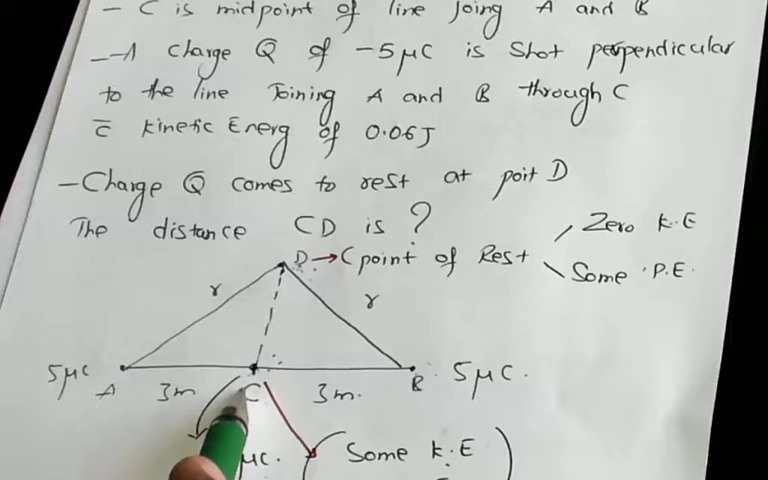 - C is midpoint of line Joing A and B
- A charge Q of -5μC is Shot perpendicular
to the line Joining A and B through C
c̅ kinetic Energ of 0.06J
- Charge Q comes to rest at poit D
The distance CD is ?
Zero K.E
D → ( point of Rest
Some P.E.
r
r
5μC
A
3m
C
3m.
B
5μC.
μC.
( Some K.E )